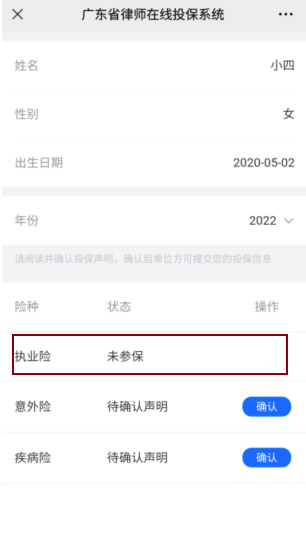 广东省律师在线投保系统
姓名 小四
性别 女
出生日期 2020-05-02
年份 2022
请阅读并确认投保声明，确认后单位方可提交您的投保信息
险种 状态 操作
执业险 未参保
意外险 待确认声明 确认
疾病险 待确认声明 确认